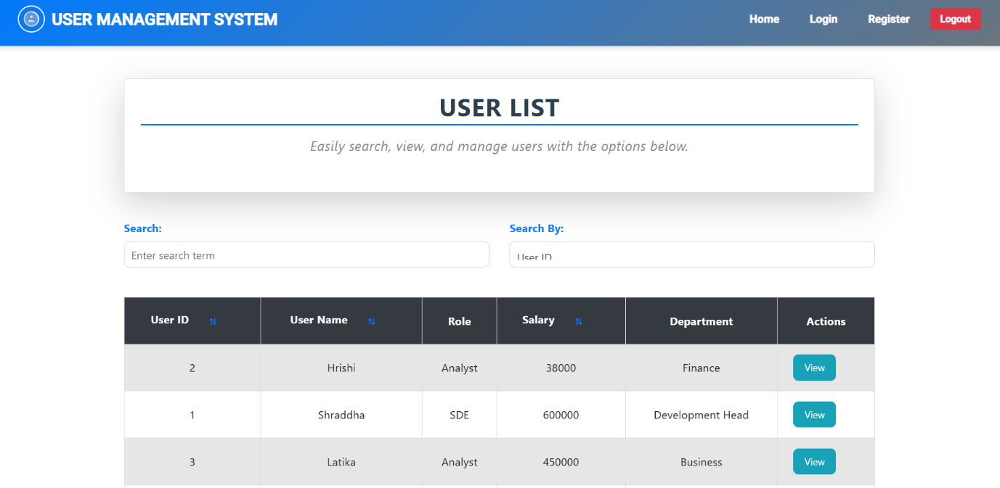 USER MANAGEMENT SYSTEM Home Login Register Logout
USER LIST
Easily search, view, and manage users with the options below.
Search: Search By:
Enter search term User ID
User ID User Name Role Salary Department Actions
2 Hrishi Analyst 38000 Finance View
1 Shraddha SDE 600000 Development Head View
3 Latika Analyst 450000 Business View